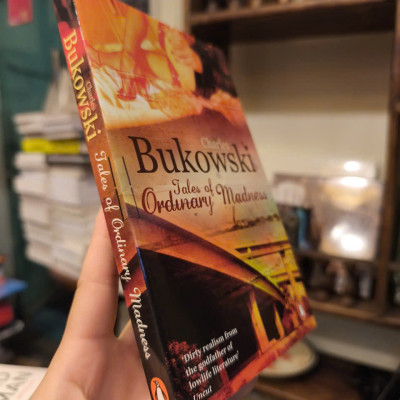 Charles
Bukowski
Tales of Ordinary Madness
Charles
Bukowski
Tales of
Ordinary Madness
'Dirty realism from
the godfather of
lowlife literature'
Uncut